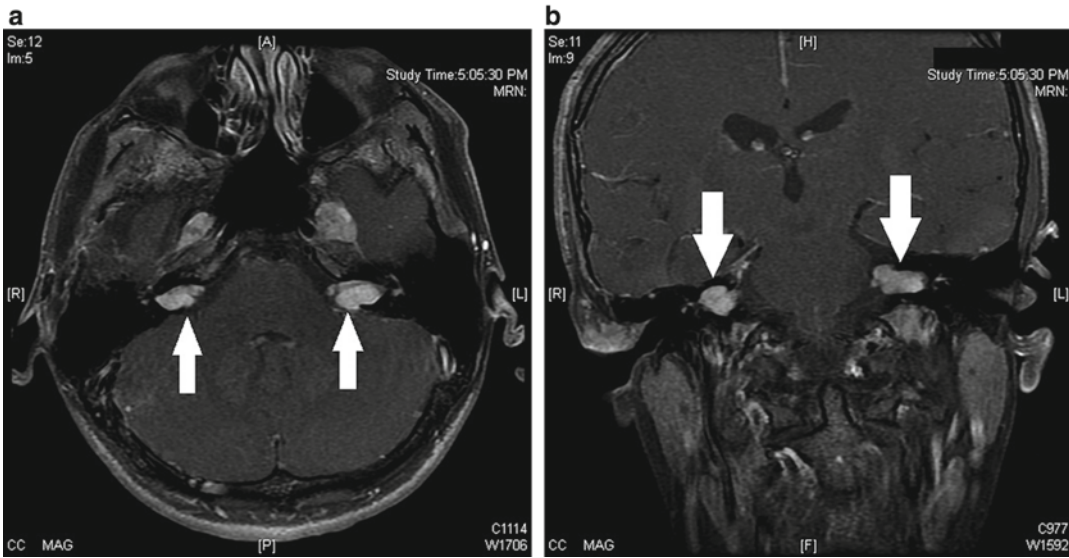 a
Se:12
Im:5
[A]
Study Time:5:05:30 PM
MRN:
[R]
[L]
CC MAG
[P]
C1114
W1706
b
Se:11
Im:9
[H]
Study Time:5:05:30 PM
MRN:
[R]
[L]
CC MAG
[F]
C977
W1592